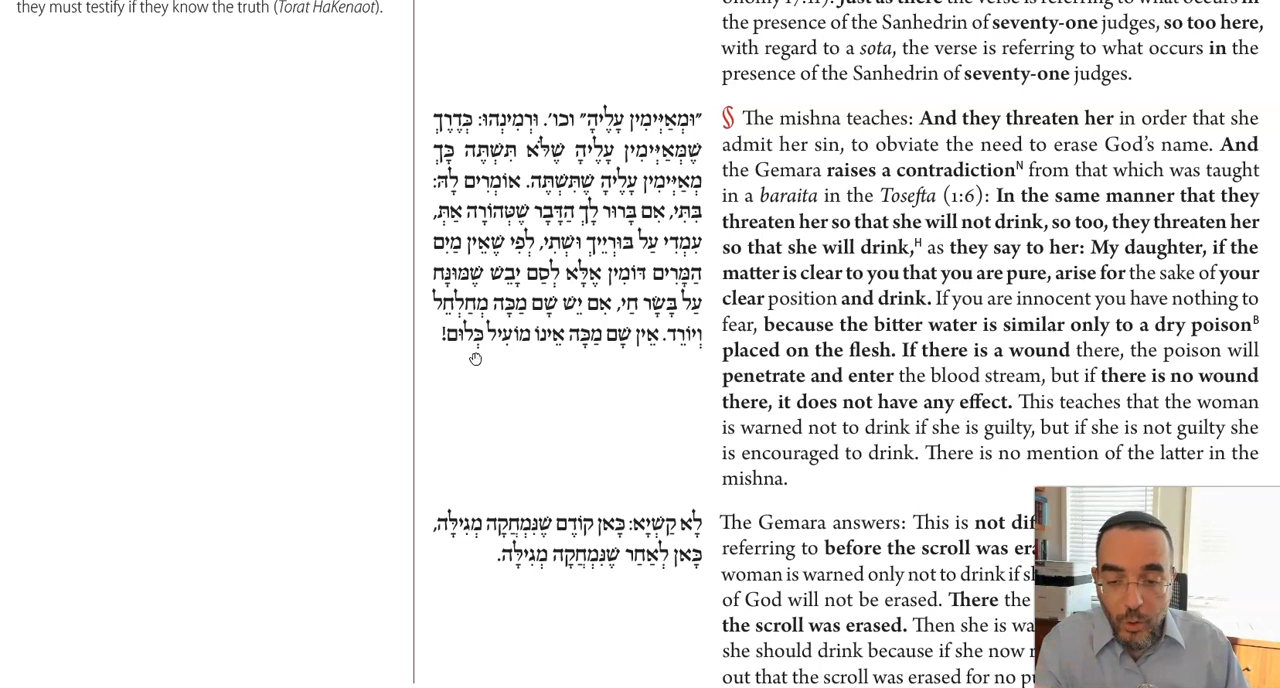 they must testify if they know the truth (Torat HaKenaot).
the presence of the Sanhedrin of seventy-one judges, so too here,
with regard to a sota, the verse is referring to what occurs in the
presence of the Sanhedrin of seventy-one judges.
״וּמְאַיְּימִין עָלֶיהָ״ וכו׳. וּרְמִינְהוּ: כְּדֶרֶךְ
שֶׁמְּאַיְּימִין עָלֶיהָ שֶׁלֹּא תִּשְׁתֶּה כָּךְ
מְאַיְּימִין עָלֶיהָ שֶׁתִּשְׁתֶּה. אוֹמְרִים לָהּ:
בִּתִּי, אִם בָּרוּר לָךְ הַדָּבָר שֶׁטְּהוֹרָה אַתְּ,
עִמְדִי עַל בּוּרְיֵיךְ וּשְׁתִי, לְפִי שֶׁאֵין מַיִם
הַמָּרִים דּוֹמִין אֶלָּא לְסַם יָבֵשׁ שֶׁמּוּנָּח
עַל בָּשָׂר חַי, אִם יֵשׁ שָׁם מַכָּה מְחַלְחֵל
וְיוֹרֵד. אֵין שָׁם מַכָּה אֵינוֹ מוֹעִיל כְּלוּם!
§ The mishna teaches: And they threaten her in order that she
admit her sin, to obviate the need to erase God's name. And
the Gemara raises a contradictionᴺ from that which was taught
in a baraita in the Tosefta (1:6): In the same manner that they
threaten her so that she will not drink, so too, they threaten her
so that she will drink,ᴴ as they say to her: My daughter, if the
matter is clear to you that you are pure, arise for the sake of your
clear position and drink. If you are innocent you have nothing to
fear, because the bitter water is similar only to a dry poisonᴮ
placed on the flesh. If there is a wound there, the poison will
penetrate and enter the blood stream, but if there is no wound
there, it does not have any effect. This teaches that the woman
is warned not to drink if she is guilty, but if she is not guilty she
is encouraged to drink. There is no mention of the latter in the
mishna.
לָא קַשְׁיָא: כָּאן קוֹדֶם שֶׁנִּמְחֲקָה מְגִילָּה,
כָּאן לְאַחַר שֶׁנִּמְחֲקָה מְגִילָּה.
The Gemara answers: This is not
referring to before the scroll was
woman is warned only not to drink if
of God will not be erased. There the
the scroll was erased. Then she is
she should drink because if she now
out that the scroll was erased for no